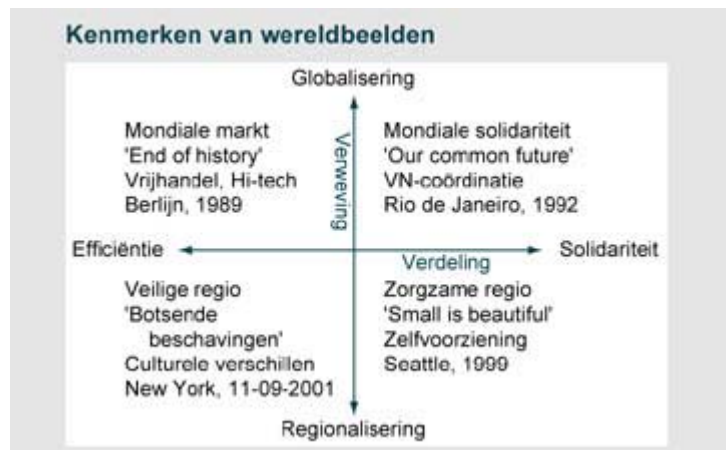 Kenmerken van wereldbeelden
Globalisering
Mondiale markt
'End of history'
Vrijhandel, Hi-tech
Berlijn, 1989
Verweving
Mondiale solidariteit
'Our common future'
VN-coördinatie
Rio de Janeiro, 1992
Efficiëntie
Verdeling
Solidariteit
Veilige regio
'Botsende
beschavingen'
Culturele verschillen
New York, 11-09-2001
Zorgzame regio
'Small is beautiful'
Zelfvoorziening
Seattle, 1999
Regionalisering